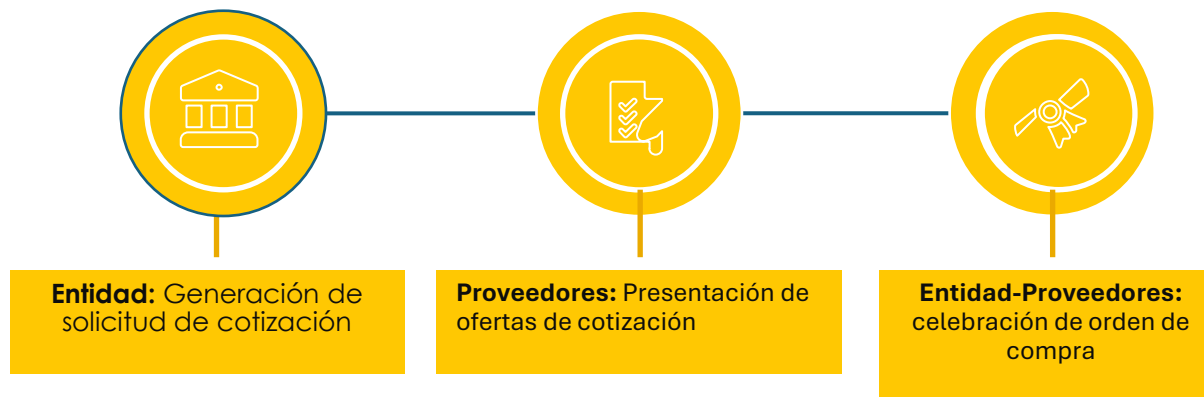 Entidad: Generación de
solicitud de cotización
Proveedores: Presentación de
ofertas de cotización
Entidad-Proveedores:
celebración de orden de
compra